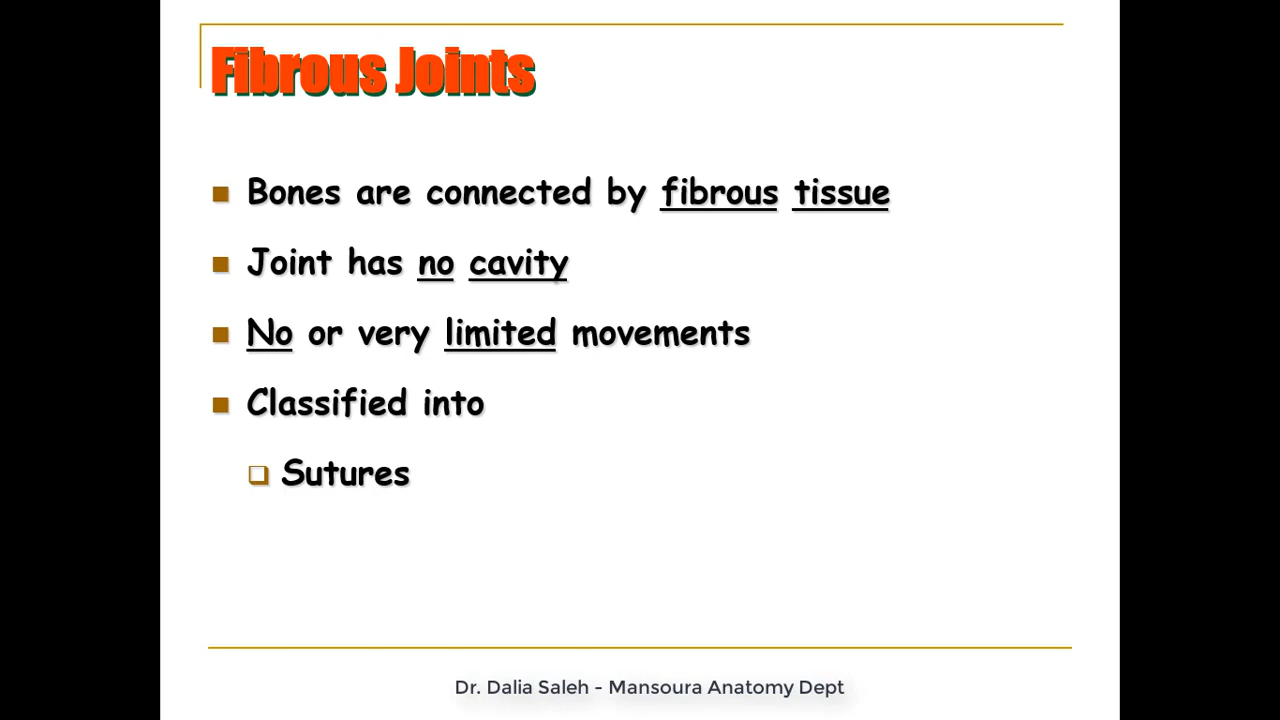 Fibrous Joints
Bones are connected by fibrous tissue
Joint has no cavity
No or very limited movements
Classified into
Sutures
Dr. Dalia Saleh - Mansoura Anatomy Dept